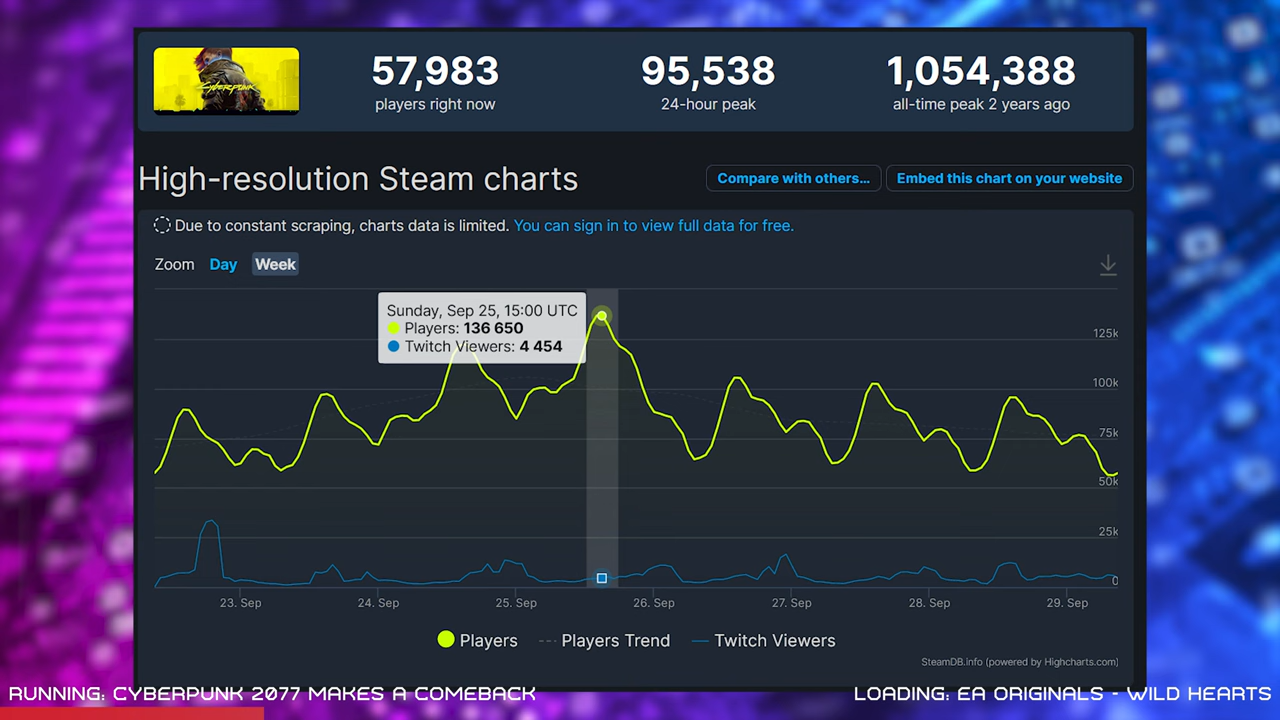 CYBERPUNK
57,983
players right now
95,538
24-hour peak
1,054,388
all-time peak 2 years ago
High-resolution Steam charts
Compare with others...
Embed this chart on your website
Due to constant scraping, charts data is limited. You can sign in to view full data for free.
Zoom Day Week
Sunday, Sep 25, 15:00 UTC
Players: 136 650
Twitch Viewers: 4 454
125k
100k
75k
50k
25k
0
23. Sep 24. Sep 25. Sep 26. Sep 27. Sep 28. Sep 29. Sep
Players Players Trend Twitch Viewers
SteamDB.info (powered by Highcharts.com)
RUNNING: CYBERPUNK 2077 MAKES A COMEBACK
LOADING: EA ORIGINALS - WILD HEARTS